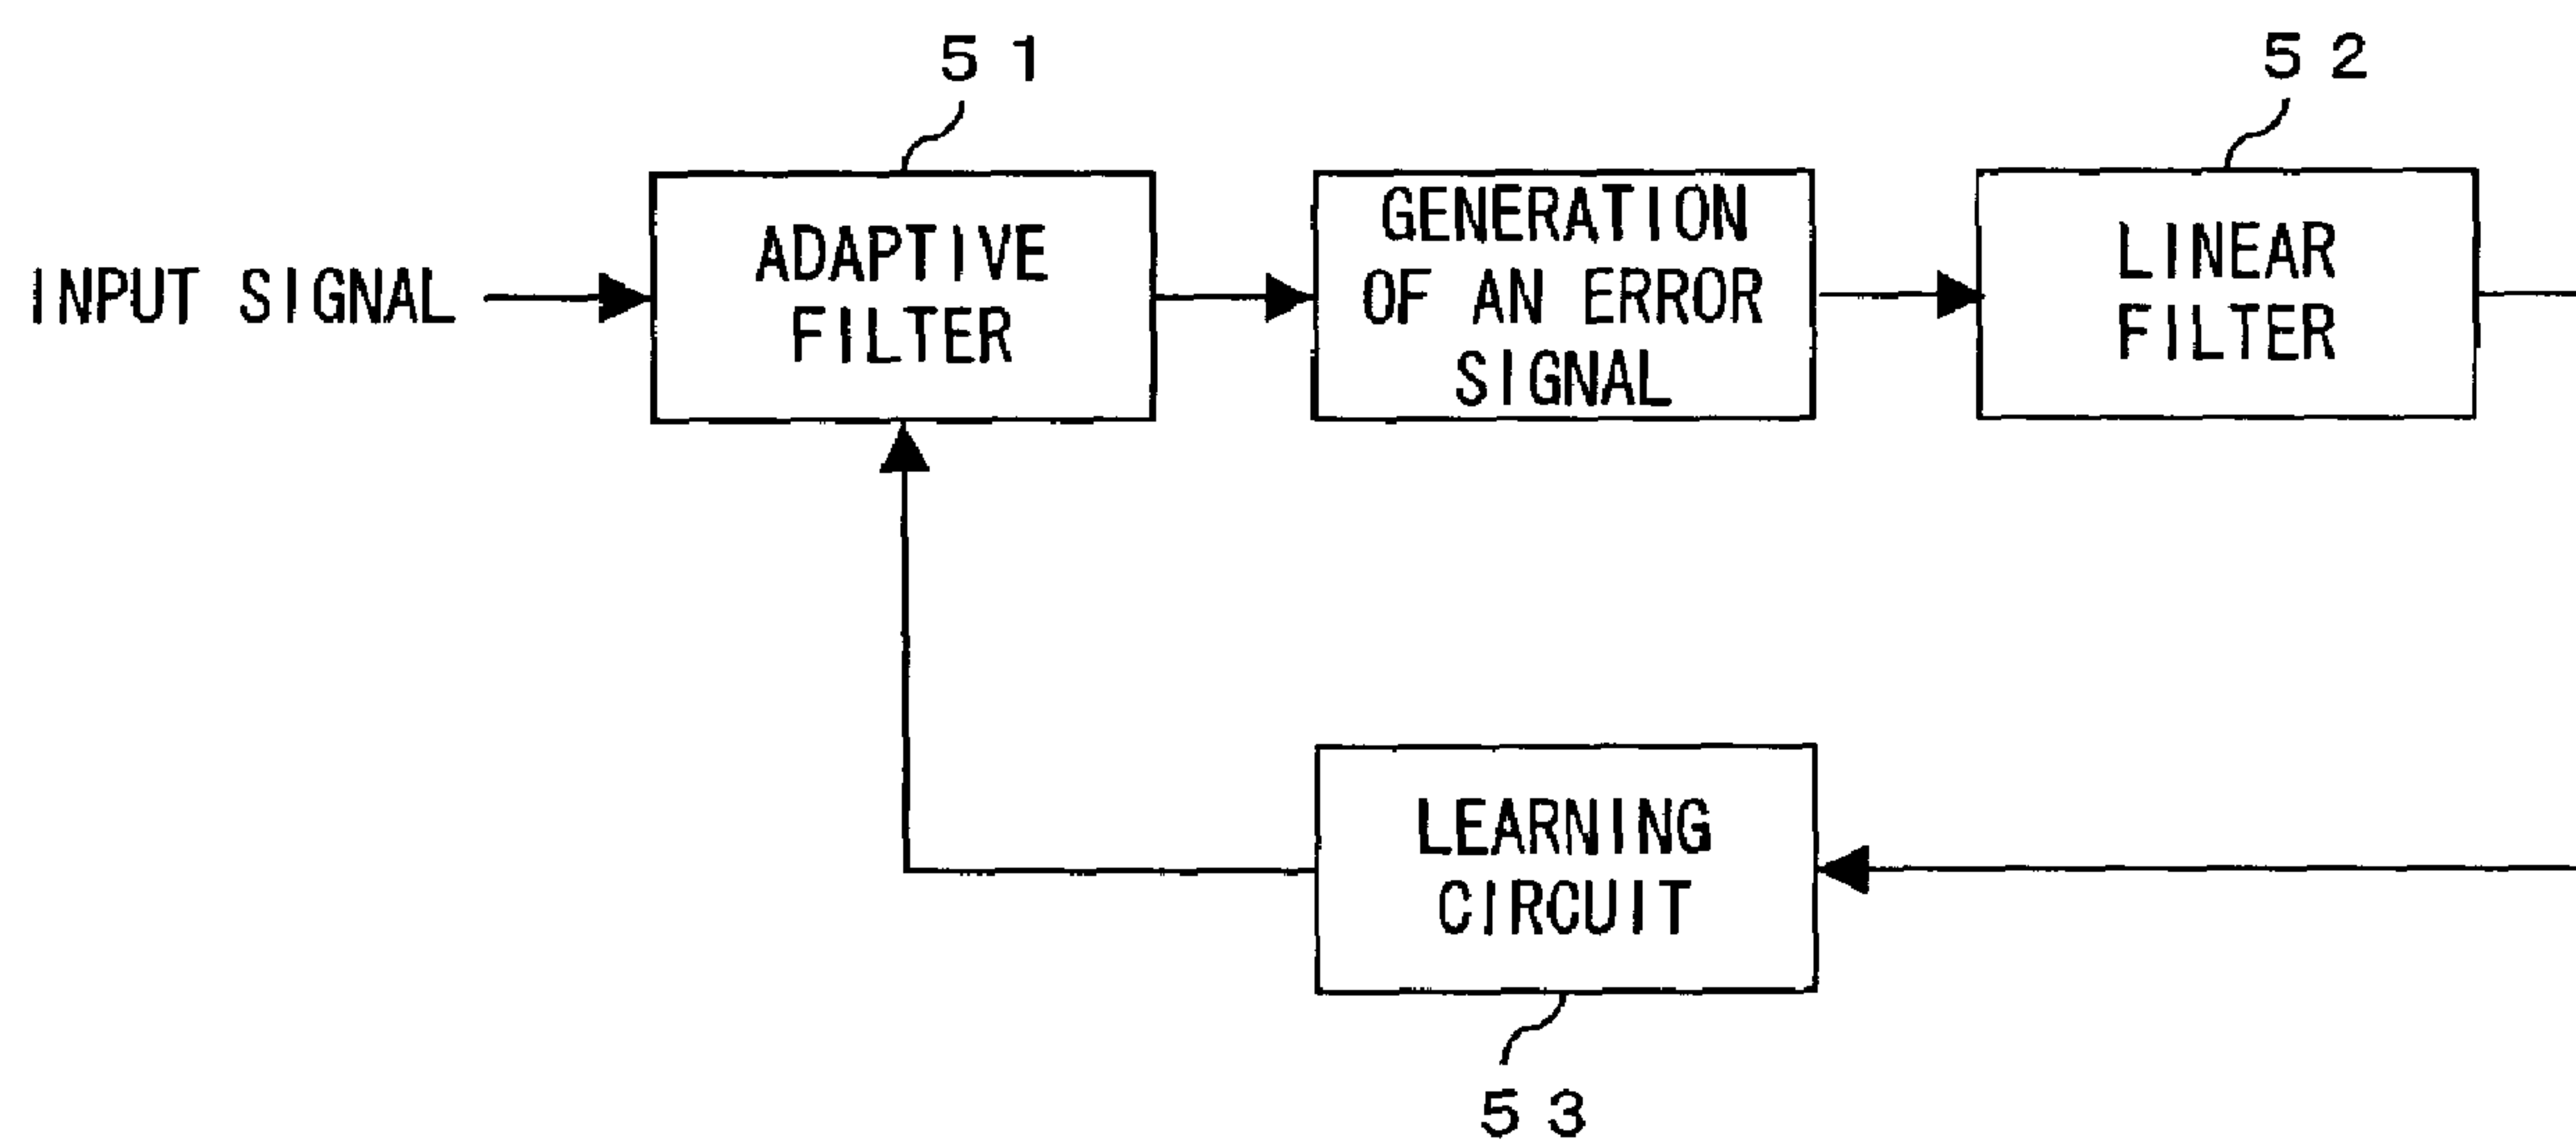 51
52
INPUT SIGNAL
ADAPTIVE
FILTER
GENERATION
OF AN ERROR
SIGNAL
LINEAR
FILTER
LEARNING
CIRCUIT
53